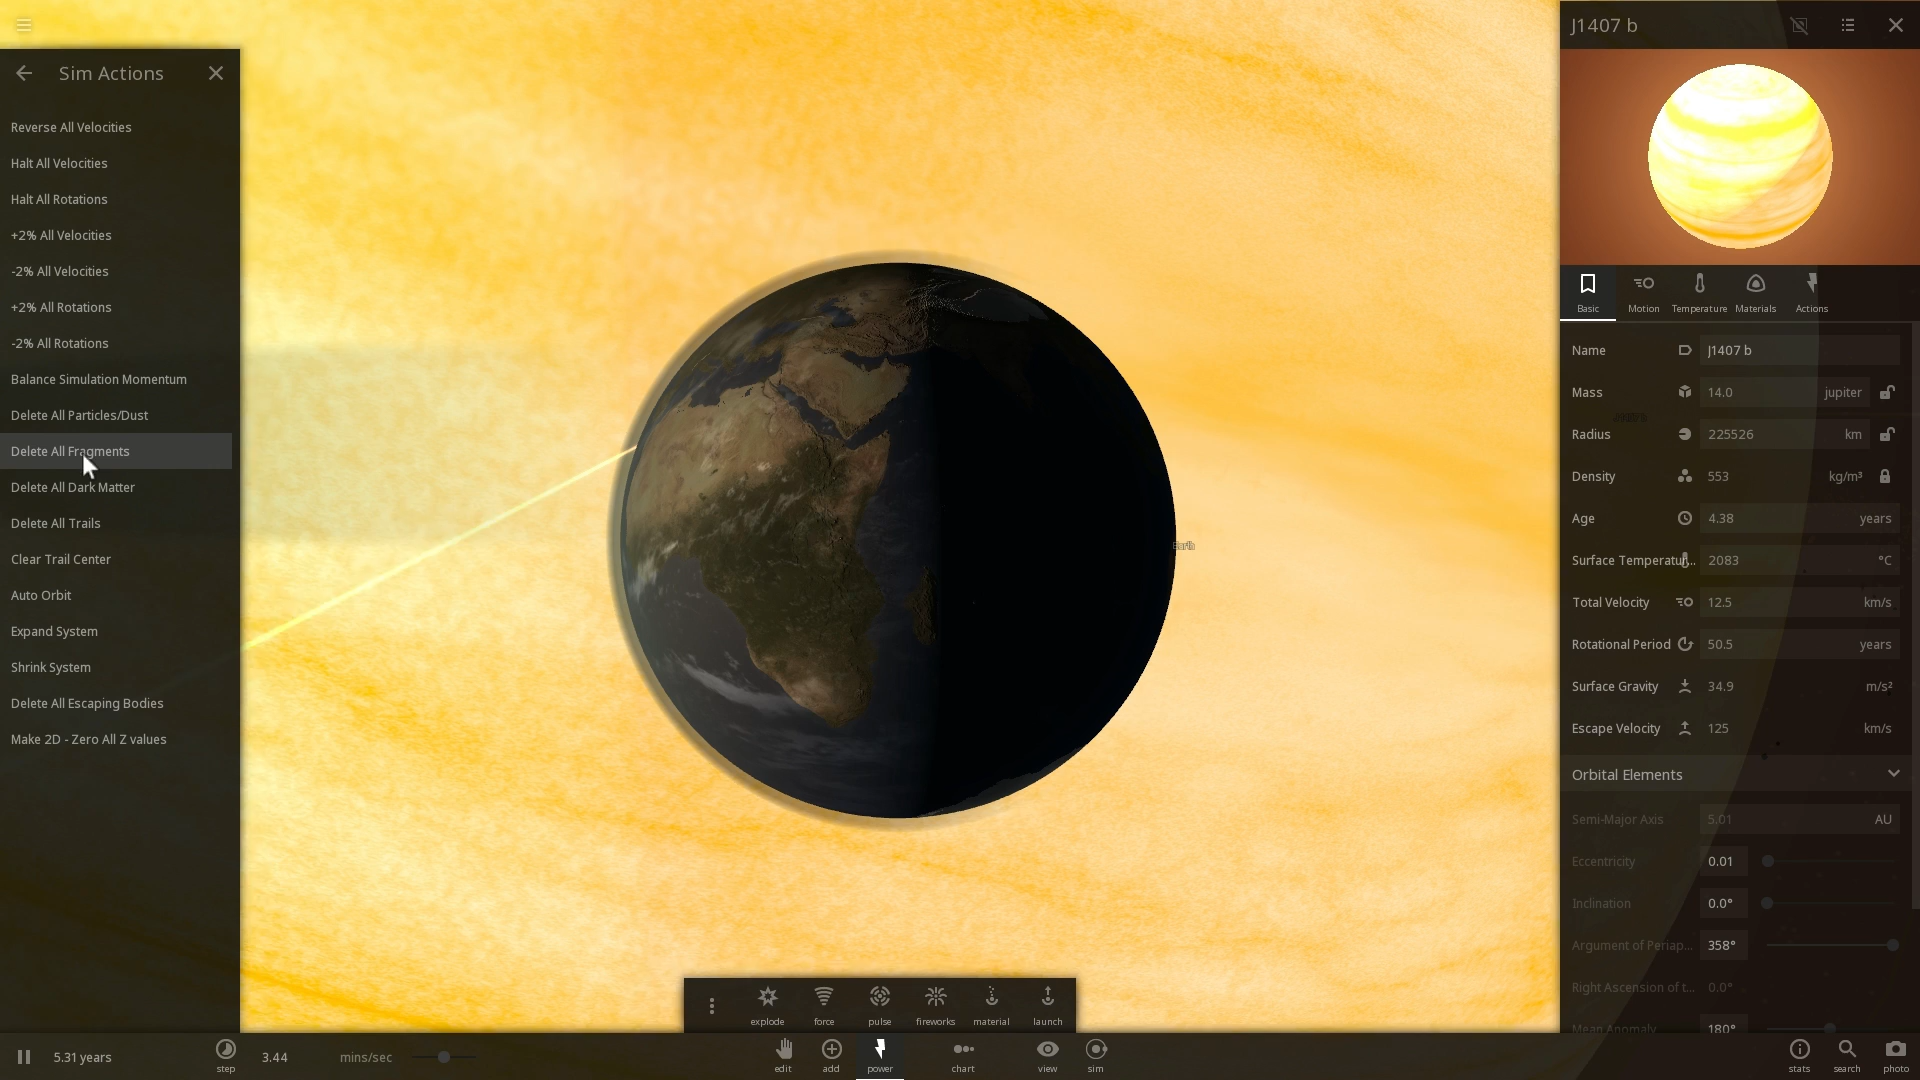 J1407 b
Sim Actions
Reverse All Velocities
Halt All Velocities
Halt All Rotations
+2% All Velocities
-2% All Velocities
+2% All Rotations
-2% All Rotations
Balance Simulation Momentum
Delete All Particles/Dust
Delete All Fragments
Delete All Dark Matter
Delete All Trails
Clear Trail Center
Auto Orbit
Expand System
Shrink System
Delete All Escaping Bodies
Make 2D - Zero All Z values
Earth
Basic Motion Temperature Materials Actions
Name J1407 b
Mass 14.0 jupiter
Radius 225526 km
Density 553 kg/m³
Age 4.38 years
Surface Temperatur... 2083 °C
Total Velocity 12.5 km/s
Rotational Period 50.5 years
Surface Gravity 34.9 m/s²
Escape Velocity 125 km/s
Orbital Elements
Semi-Major Axis 5.01 AU
Eccentricity 0.01
Inclination 0.0°
Argument of Periap... 358°
Right Ascension of t... 0.0°
Mean Anomaly 180°
explode force pulse fireworks material launch
5.31 years step 3.44 mins/sec edit add power chart view sim stats search photo